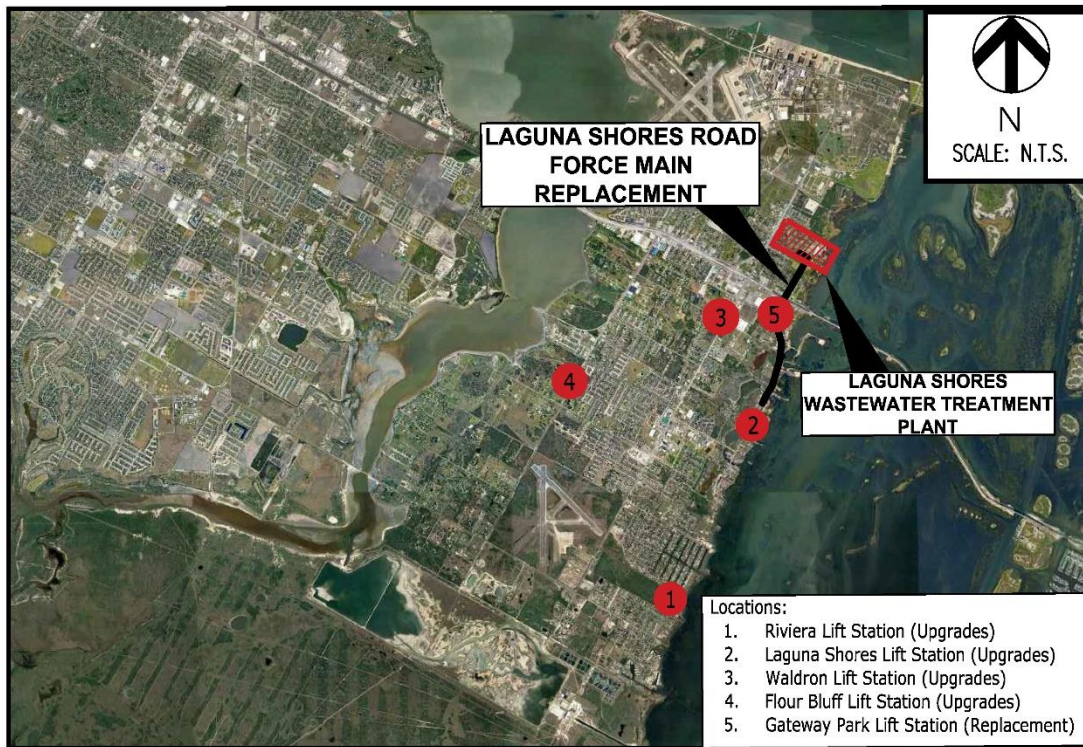 N
SCALE: N.T.S.
LAGUNA SHORES ROAD
FORCE MAIN
REPLACEMENT
3
5
4
2
1
LAGUNA SHORES
WASTEWATER TREATMENT
PLANT
Locations:
1. Riviera Lift Station (Upgrades)
2. Laguna Shores Lift Station (Upgrades)
3. Waldron Lift Station (Upgrades)
4. Flour Bluff Lift Station (Upgrades)
5. Gateway Park Lift Station (Replacement)